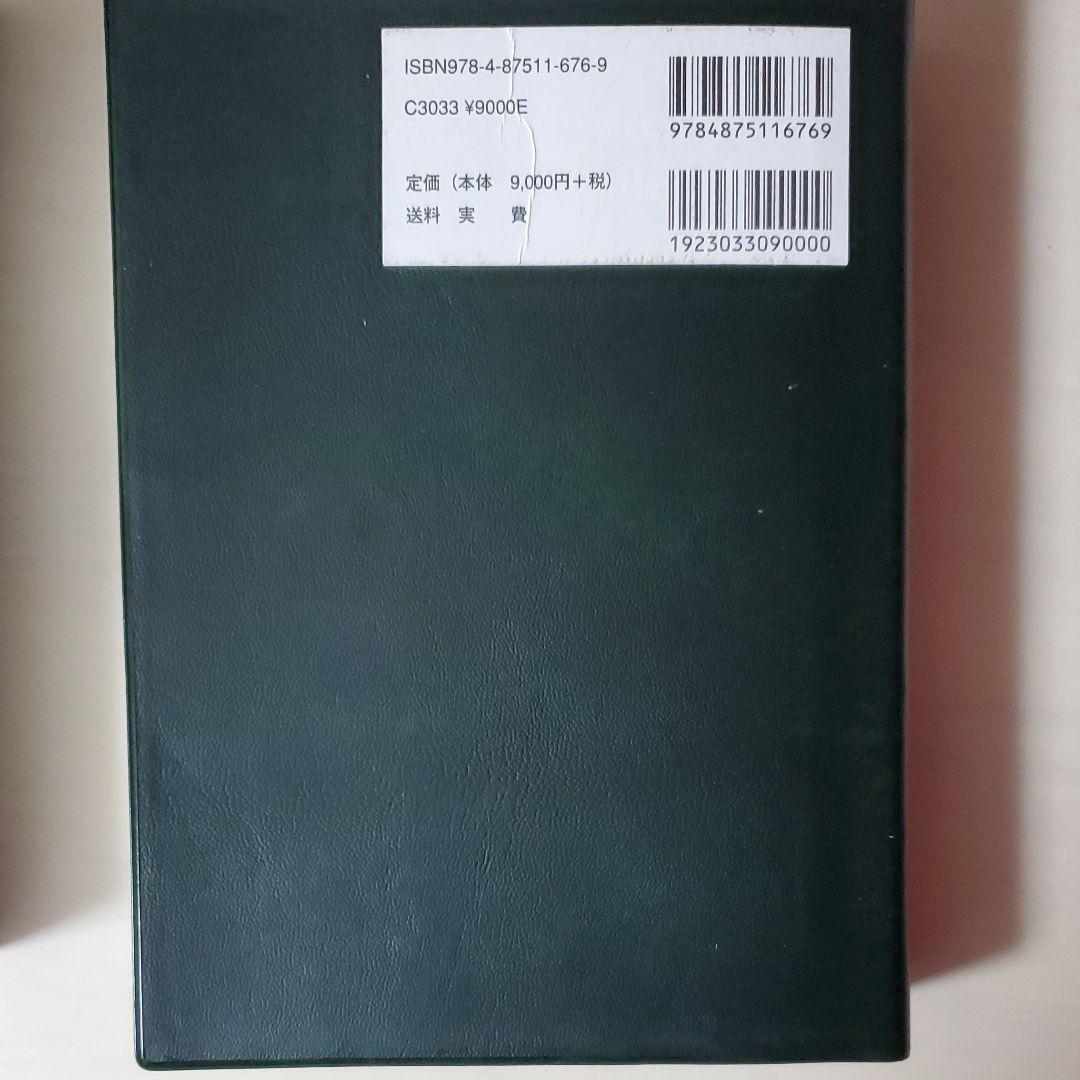 ISBN978-4-87511-676-9
C3033 ¥9000E
定価（本体　9,000円＋税）
送料　実　　費
9784875116769
1923033090000